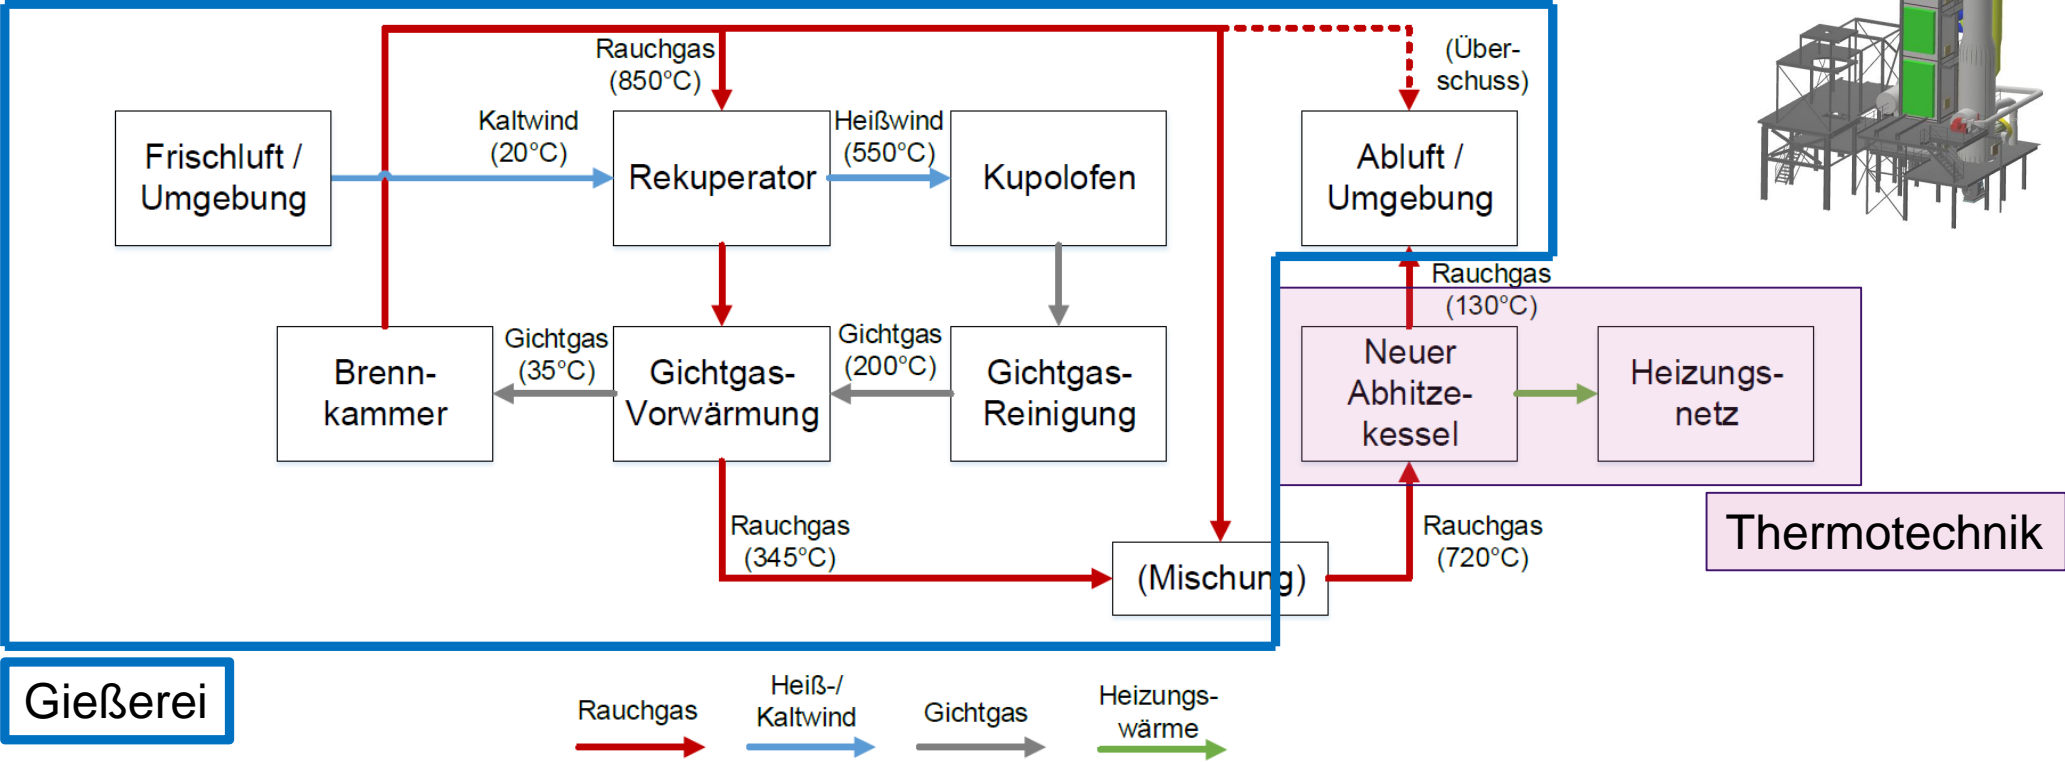 Rauchgas
(850°C)
(Über-
schuss)
Frischluft /
Umgebung
Kaltwind
(20°C)
Rekuperator
Heißwind
(550°C)
Kupolofen
Abluft /
Umgebung
Rauchgas
(130°C)
Brenn-
kammer
Gichtgas
(35°C)
Gichtgas-
Vorwärmung
Gichtgas
(200°C)
Gichtgas-
Reinigung
Neuer
Abhitze-
kessel
Heizungs-
netz
Rauchgas
(345°C)
(Mischung)
Rauchgas
(720°C)
Thermotechnik
Gießerei
Rauchgas
Heiß-/
Kaltwind
Gichtgas
Heizungs-
wärme